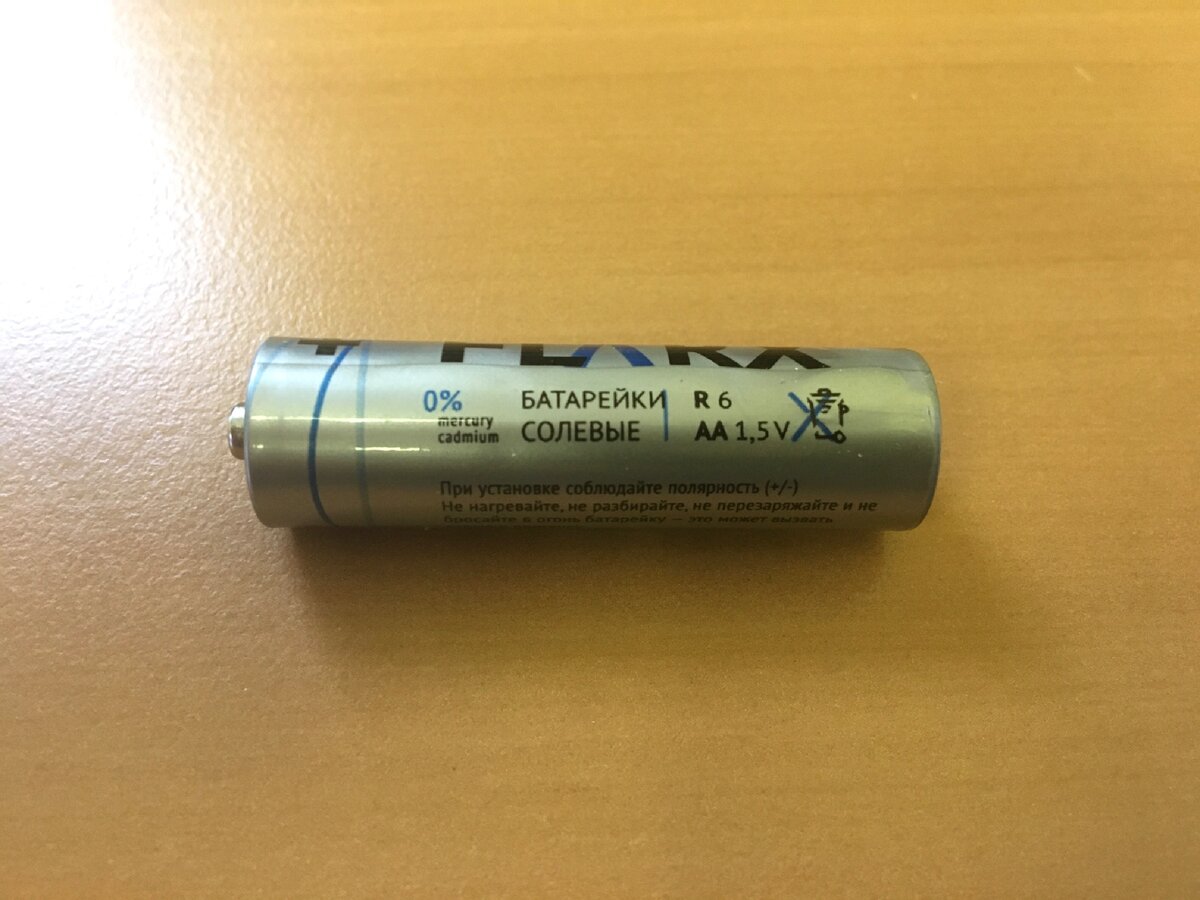 + FLARX
0% БАТАРЕЙКИ R 6
mercury
cadmium СОЛЕВЫЕ AA 1,5 V
При установке соблюдайте полярность (+/-)
Не нагревайте, не разбирайте, не перезаряжайте и не
бросайте в огонь батарейку — это может вызвать